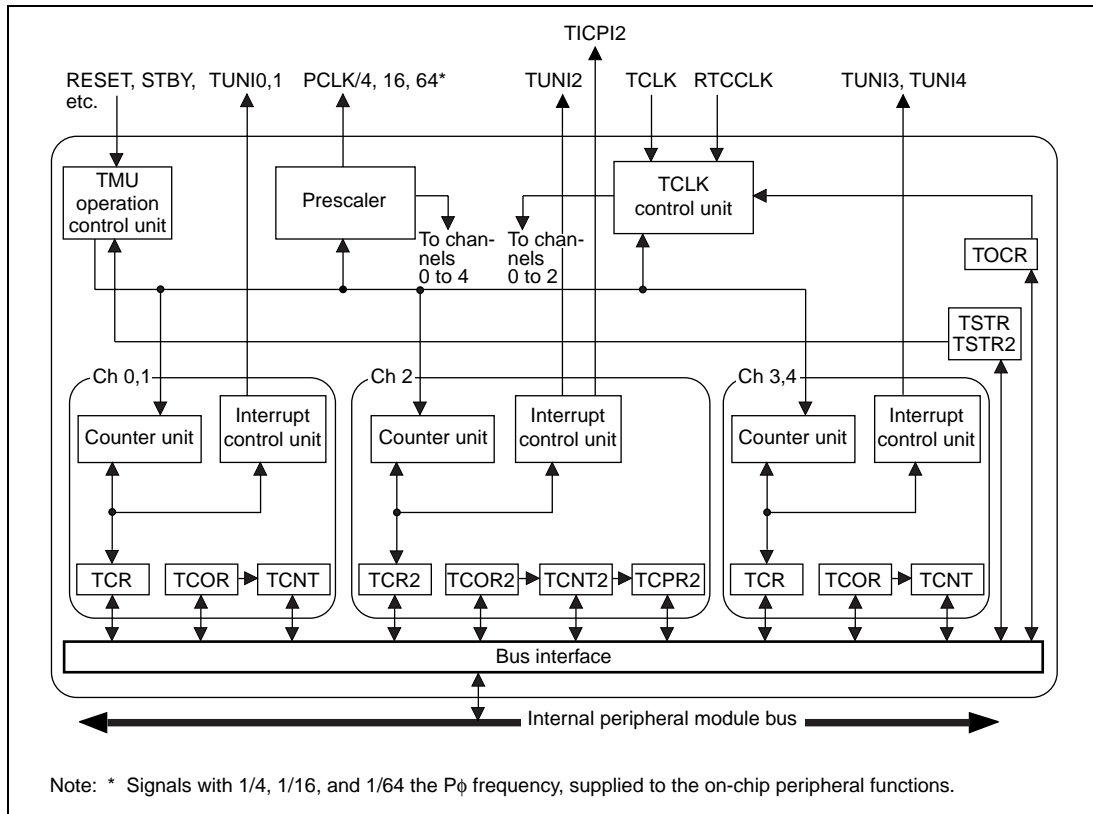 TICPI2
RESET, STBY,
etc.
TUNI0,1
PCLK/4, 16, 64*
TUNI2
TCLK
RTCCLK
TUNI3, TUNI4
TMU
operation
control unit
Prescaler
To chan-
nels
0 to 4
To chan-
nels
0 to 2
TCLK
control unit
TOCR
TSTR
TSTR2
Ch 0,1
Counter unit
Interrupt
control unit
TCR
TCOR
TCNT
Ch 2
Counter unit
Interrupt
control unit
TCR2
TCOR2
TCNT2
TCPR2
Ch 3,4
Counter unit
Interrupt
control unit
TCR
TCOR
TCNT
Bus interface
Internal peripheral module bus
Note: * Signals with 1/4, 1/16, and 1/64 the Pϕ frequency, supplied to the on-chip peripheral functions.